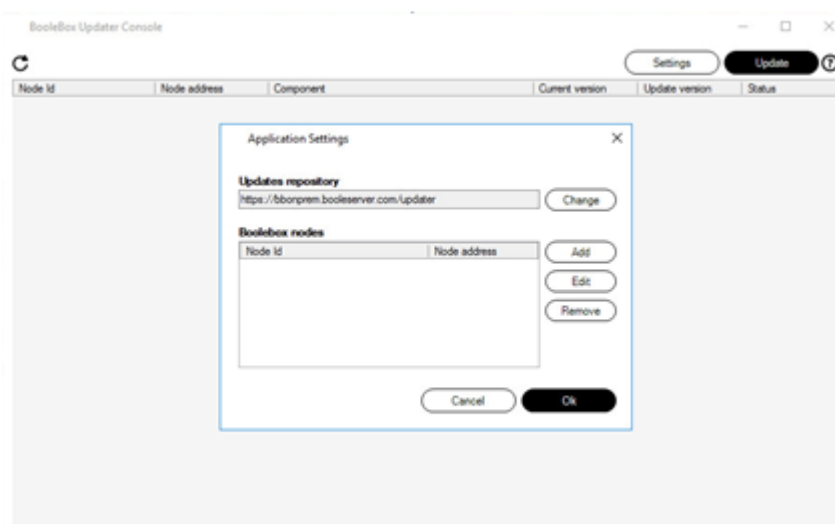 BooleBox Updater Console
Settings Update ?
Node Id Node address Component Current version Update version Status
Application Settings
Updates repository
https://bbonprem.booleserver.com/updater Change
Boolebox nodes
Node Id Node address Add
Edit
Remove
Cancel Ok